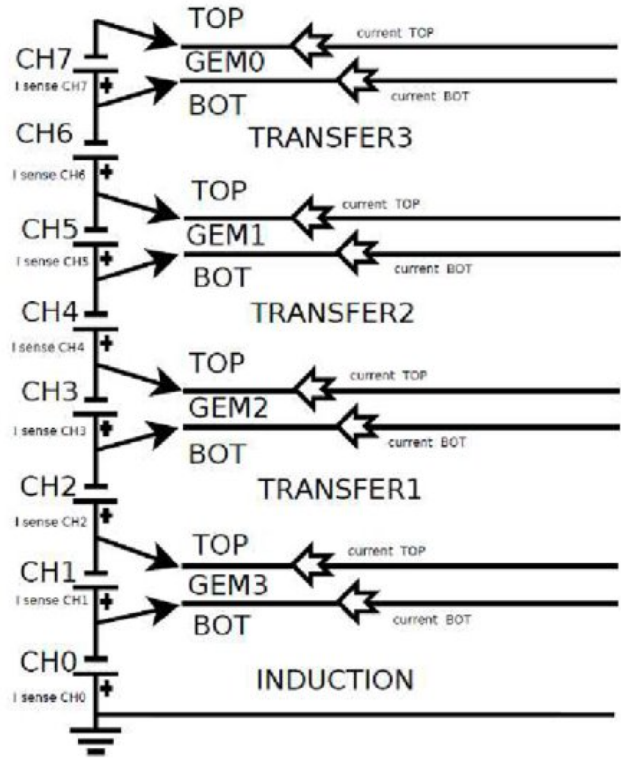 TOP
current TOP
CH7
GEM0
I sense CH7
+
BOT
current BOT
CH6
TRANSFER3
I sense CH6
+
TOP
current TOP
CH5
GEM1
I sense CH5
+
BOT
current BOT
CH4
TRANSFER2
I sense CH4
+
TOP
current TOP
CH3
GEM2
I sense CH3
+
BOT
current BOT
CH2
TRANSFER1
I sense CH2
+
TOP
current TOP
CH1
GEM3
I sense CH1
+
BOT
current BOT
CH0
INDUCTION
I sense CH0
+